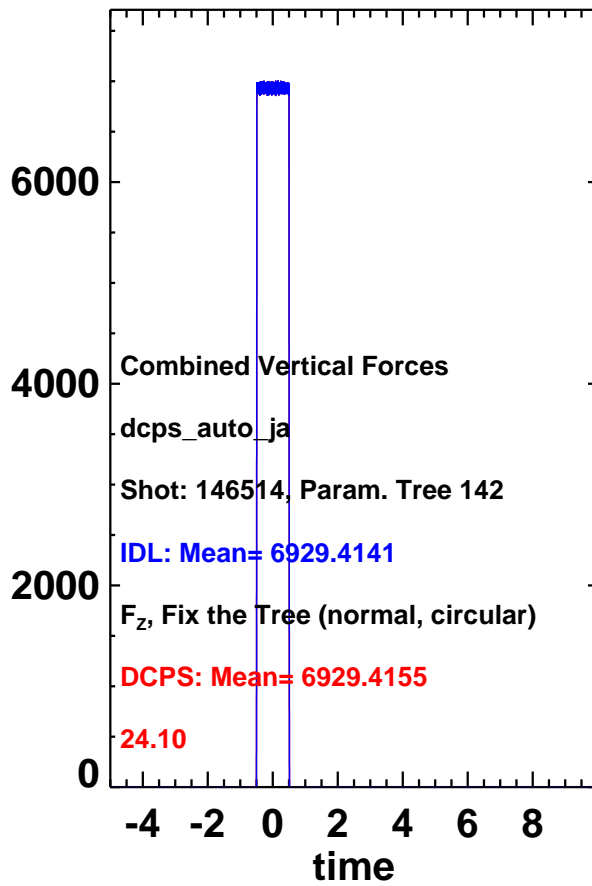 6000
4000
2000
0
Combined Vertical Forces
dcps_auto_ja
Shot: 146514, Param. Tree 142
IDL: Mean= 6929.4141
F_Z, Fix the Tree (normal, circular)
DCPS: Mean= 6929.4155
24.10
-4 -2 0 2 4 6 8
time